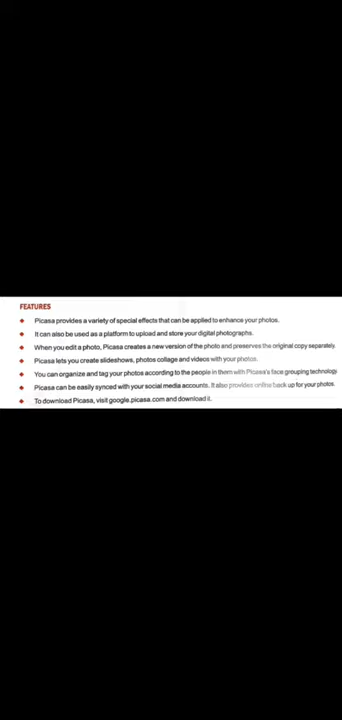 FEATURES
Picasa provides a variety of special effects that can be applied to enhance your photos.
It can also be used as a platform to upload and store your digital photographs.
When you edit a photo, Picasa creates a new version of the photo and preserves the original copy separately.
Picasa lets you create slideshows, photos collage and videos with your photos.
You can organize and tag your photos according to the people in them with Picasa's face grouping technology
Picasa can be easily synced with your social media accounts. It also provides online back up for your photos.
To download Picasa, visit google.picasa.com and download it.